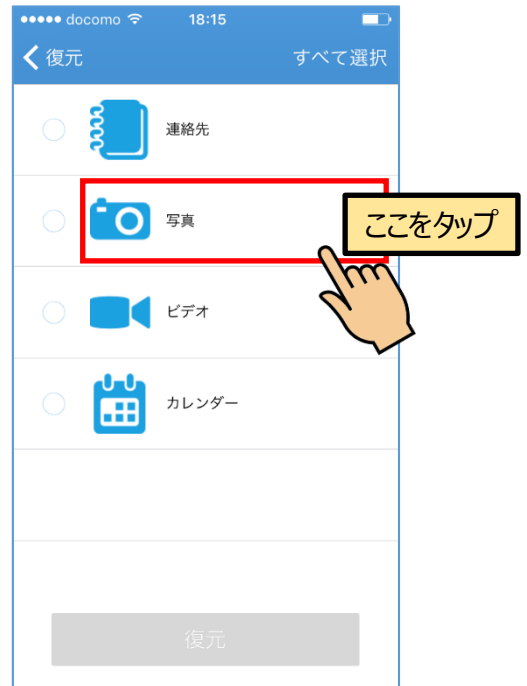 docomo 18:15
復元 すべて選択
連絡先
写真
ここをタップ
ビデオ
カレンダー
復元